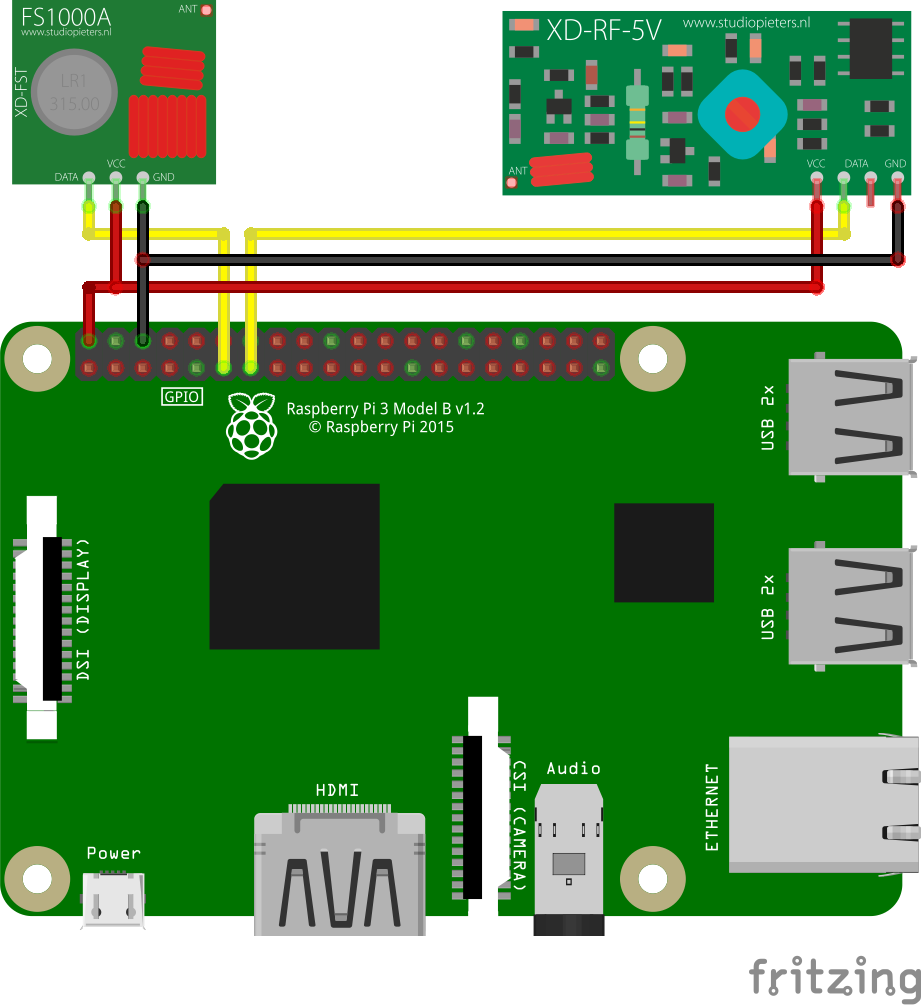 FS1000A
www.studiopieters.nl
ANT
XD-FST
LR1
315.00
DATA
VCC
GND
XD-RF-5V
www.studiopieters.nl
ANT
VCC
DATA
GND
GPIO
Raspberry Pi 3 Model B v1.2
© Raspberry Pi 2015
USB 2x
USB 2x
DSI (DISPLAY)
CSI (CAMERA)
Audio
ETHERNET
HDMI
Power
fritzing